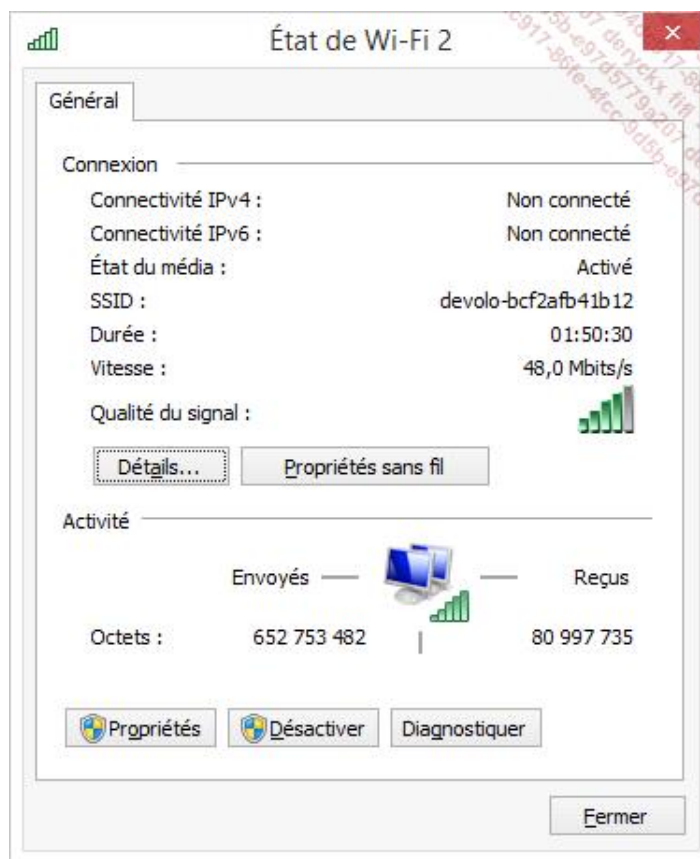 État de Wi-Fi 2
Général
Connexion
Connectivité IPv4 : Non connecté
Connectivité IPv6 : Non connecté
État du média : Activé
SSID : devolo-bcf2afb41b12
Durée : 01:50:30
Vitesse : 48,0 Mbits/s
Qualité du signal :
Détails... Propriétés sans fil
Activité
Envoyés Reçus
Octets : 652 753 482 80 997 735
Propriétés Désactiver Diagnostiquer
Fermer